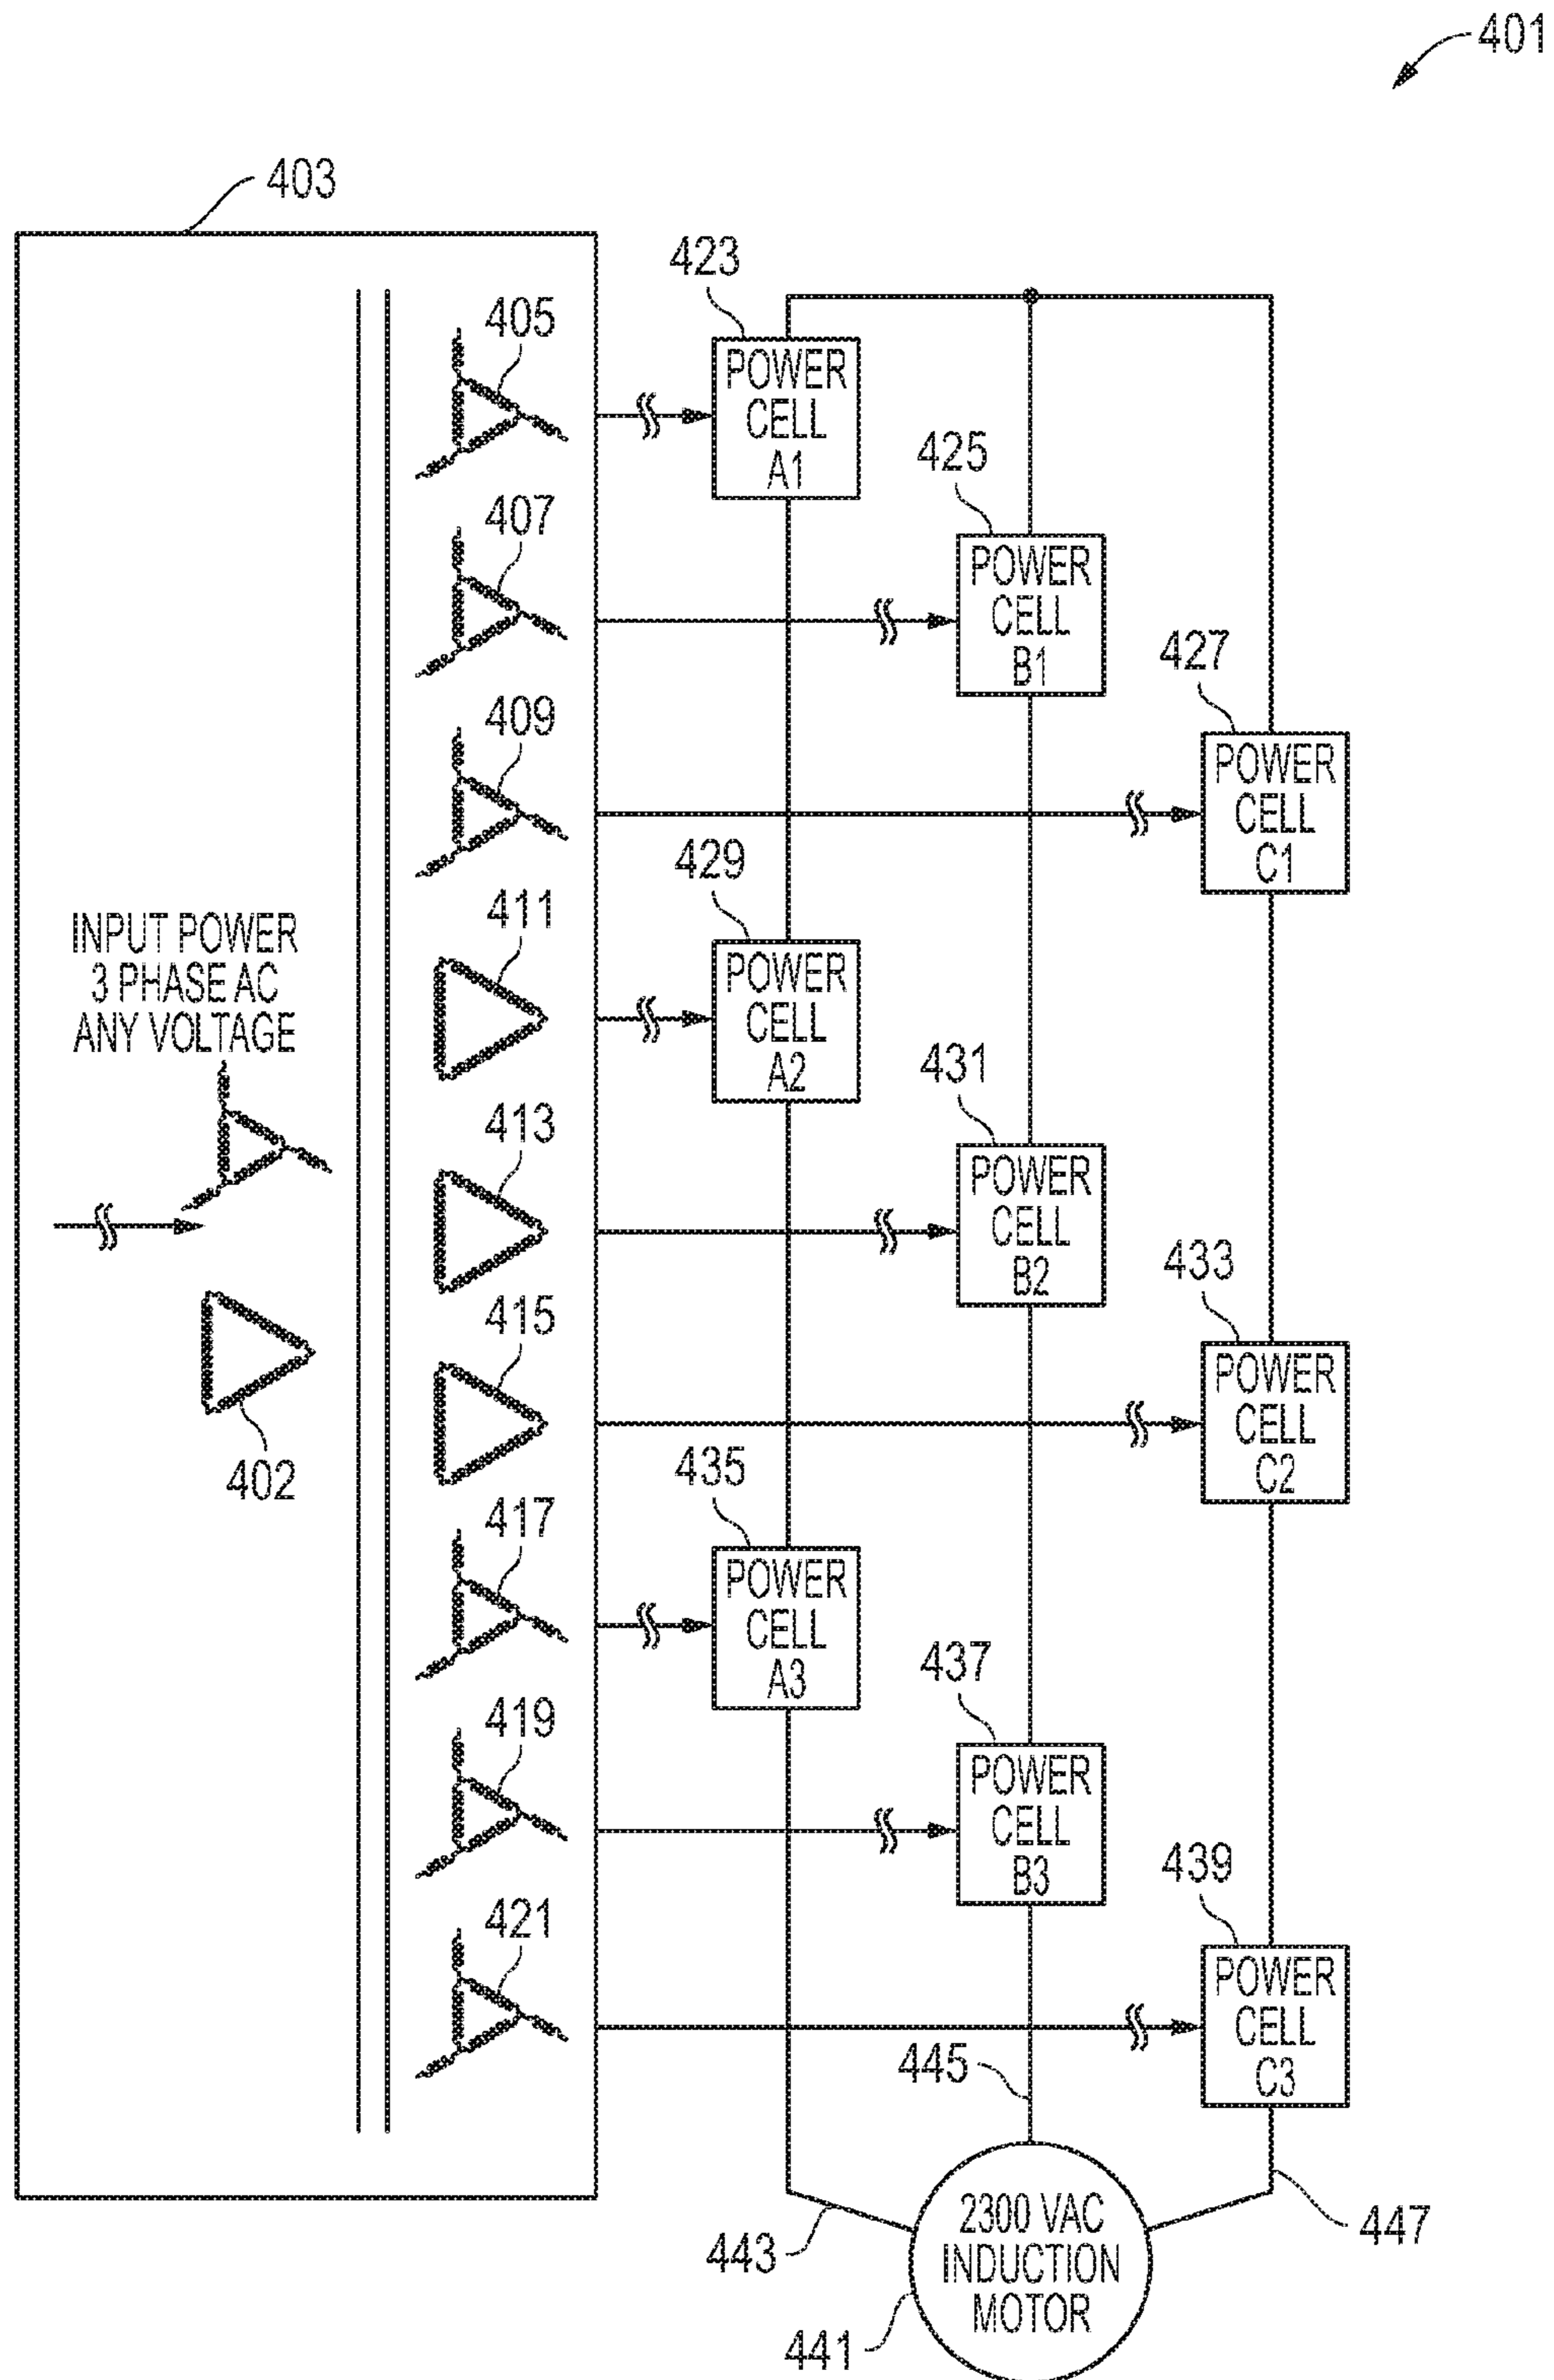 401
403
423
405
POWER
CELL
A1
425
407
POWER
CELL
B1
427
409
POWER
CELL
C1
429
411
INPUT POWER
3 PHASE AC
ANY VOLTAGE
POWER
CELL
A2
431
413
POWER
CELL
B2
433
415
POWER
CELL
C2
402
435
417
POWER
CELL
A3
437
419
POWER
CELL
B3
439
421
POWER
CELL
C3
445
443
2300 VAC
INDUCTION
MOTOR
447
441